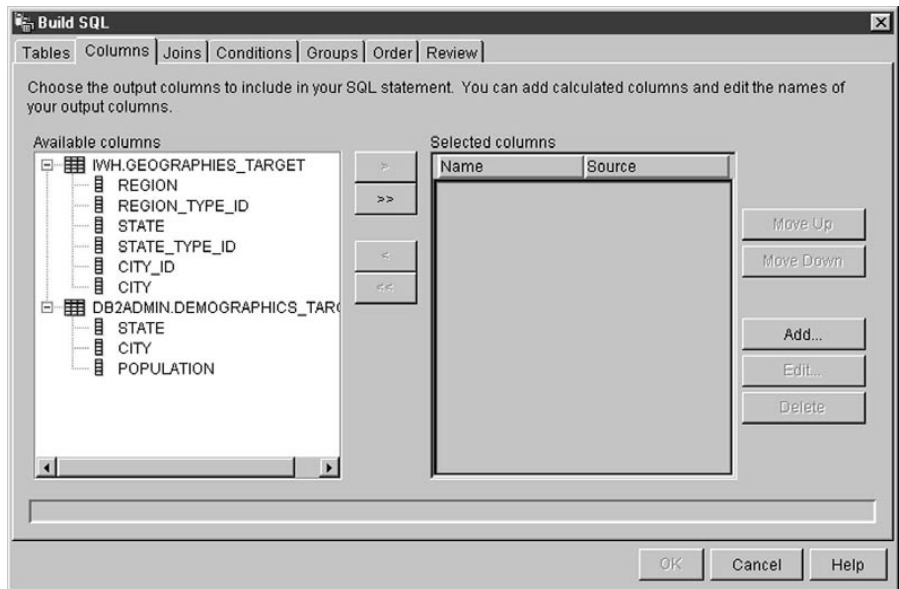 Build SQL
Tables Columns Joins Conditions Groups Order Review
Choose the output columns to include in your SQL statement. You can add calculated columns and edit the names of
your output columns.
Available columns
IWH.GEOGRAPHIES_TARGET
REGION
REGION_TYPE_ID
STATE
STATE_TYPE_ID
CITY_ID
CITY
DB2ADMIN.DEMOGRAPHICS_TAR
STATE
CITY
POPULATION
>
>>
<
<<
Selected columns
Name Source
Move Up
Move Down
Add...
Edit...
Delete
OK Cancel Help